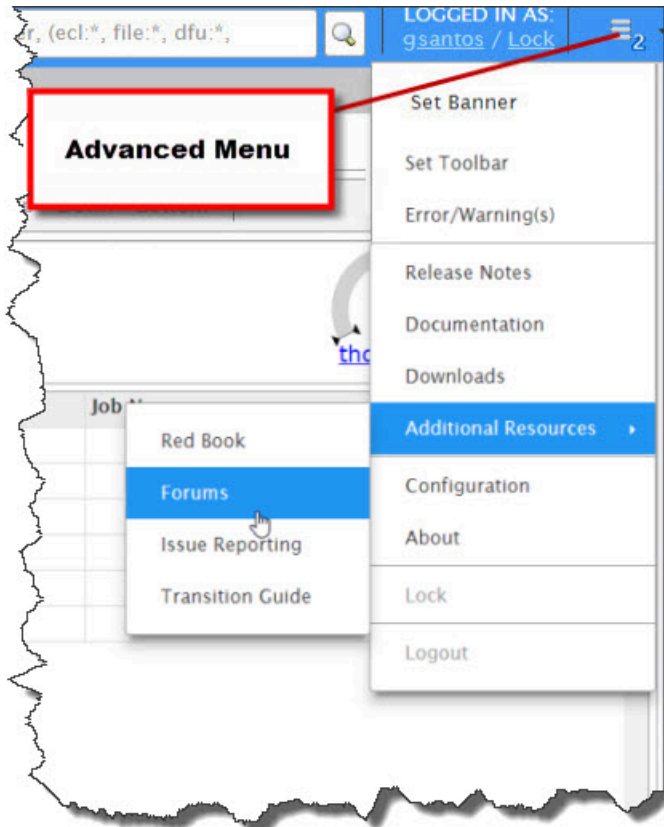 r, (ecl:*, file:*, dfu:*,
LOGGED IN AS:
gsantos / Lock
2
Advanced Menu
Set Banner
Set Toolbar
Error/Warning(s)
Release Notes
Documentation
Downloads
Additional Resources
Configuration
About
Lock
Logout
tho
Job
Red Book
Forums
Issue Reporting
Transition Guide